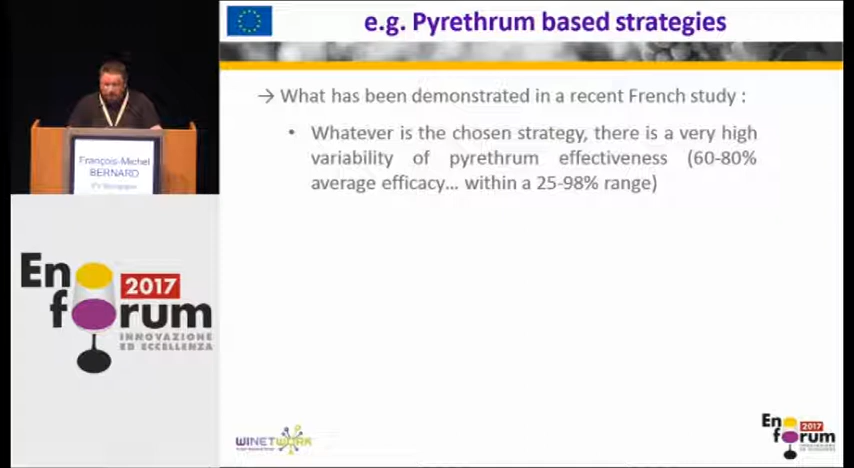 e.g. Pyrethrum based strategies
→ What has been demonstrated in a recent French study :
• Whatever is the chosen strategy, there is a very high
variability of pyrethrum effectiveness (60-80%
average efficacy... within a 25-98% range)
François-Michel
BERNARD
IFV Bourgogne
En
2017
forum
INNOVAZIONE
ED ECCELLENZA
WINETWORK
En
2017
forum